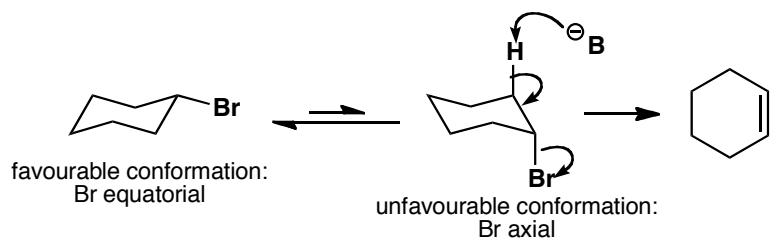 H
⊖
B
Br
Br
favourable conformation:
Br equatorial
unfavourable conformation:
Br axial